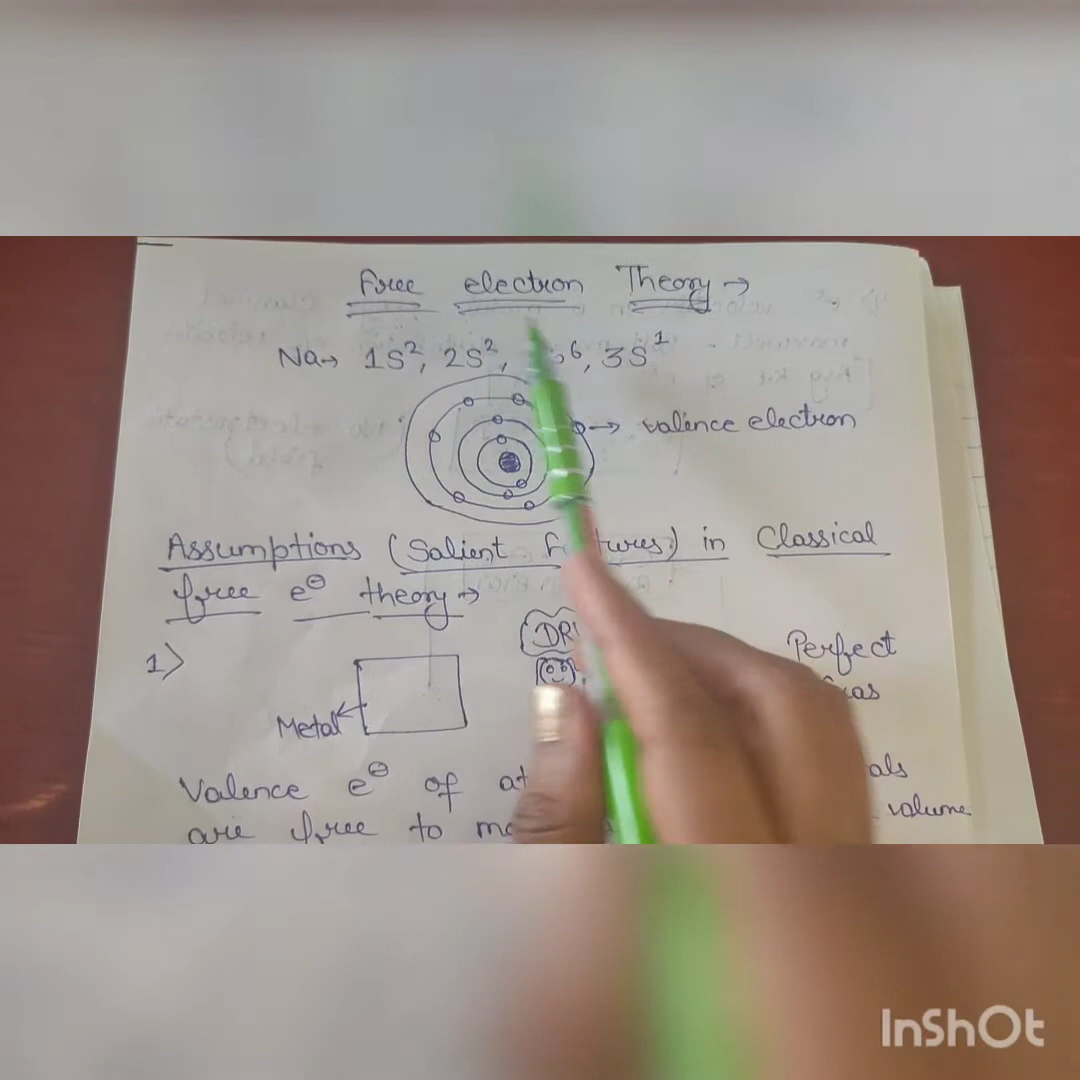 Free electron Theory →
Na→ 1S², 2S², ⁶, 3S¹
→ valence electron
Assumptions (Salient in Classical
free e⊖ theory →
1>
Perfect
Metal
Valence e⊖ of
are free to volume
InShOt